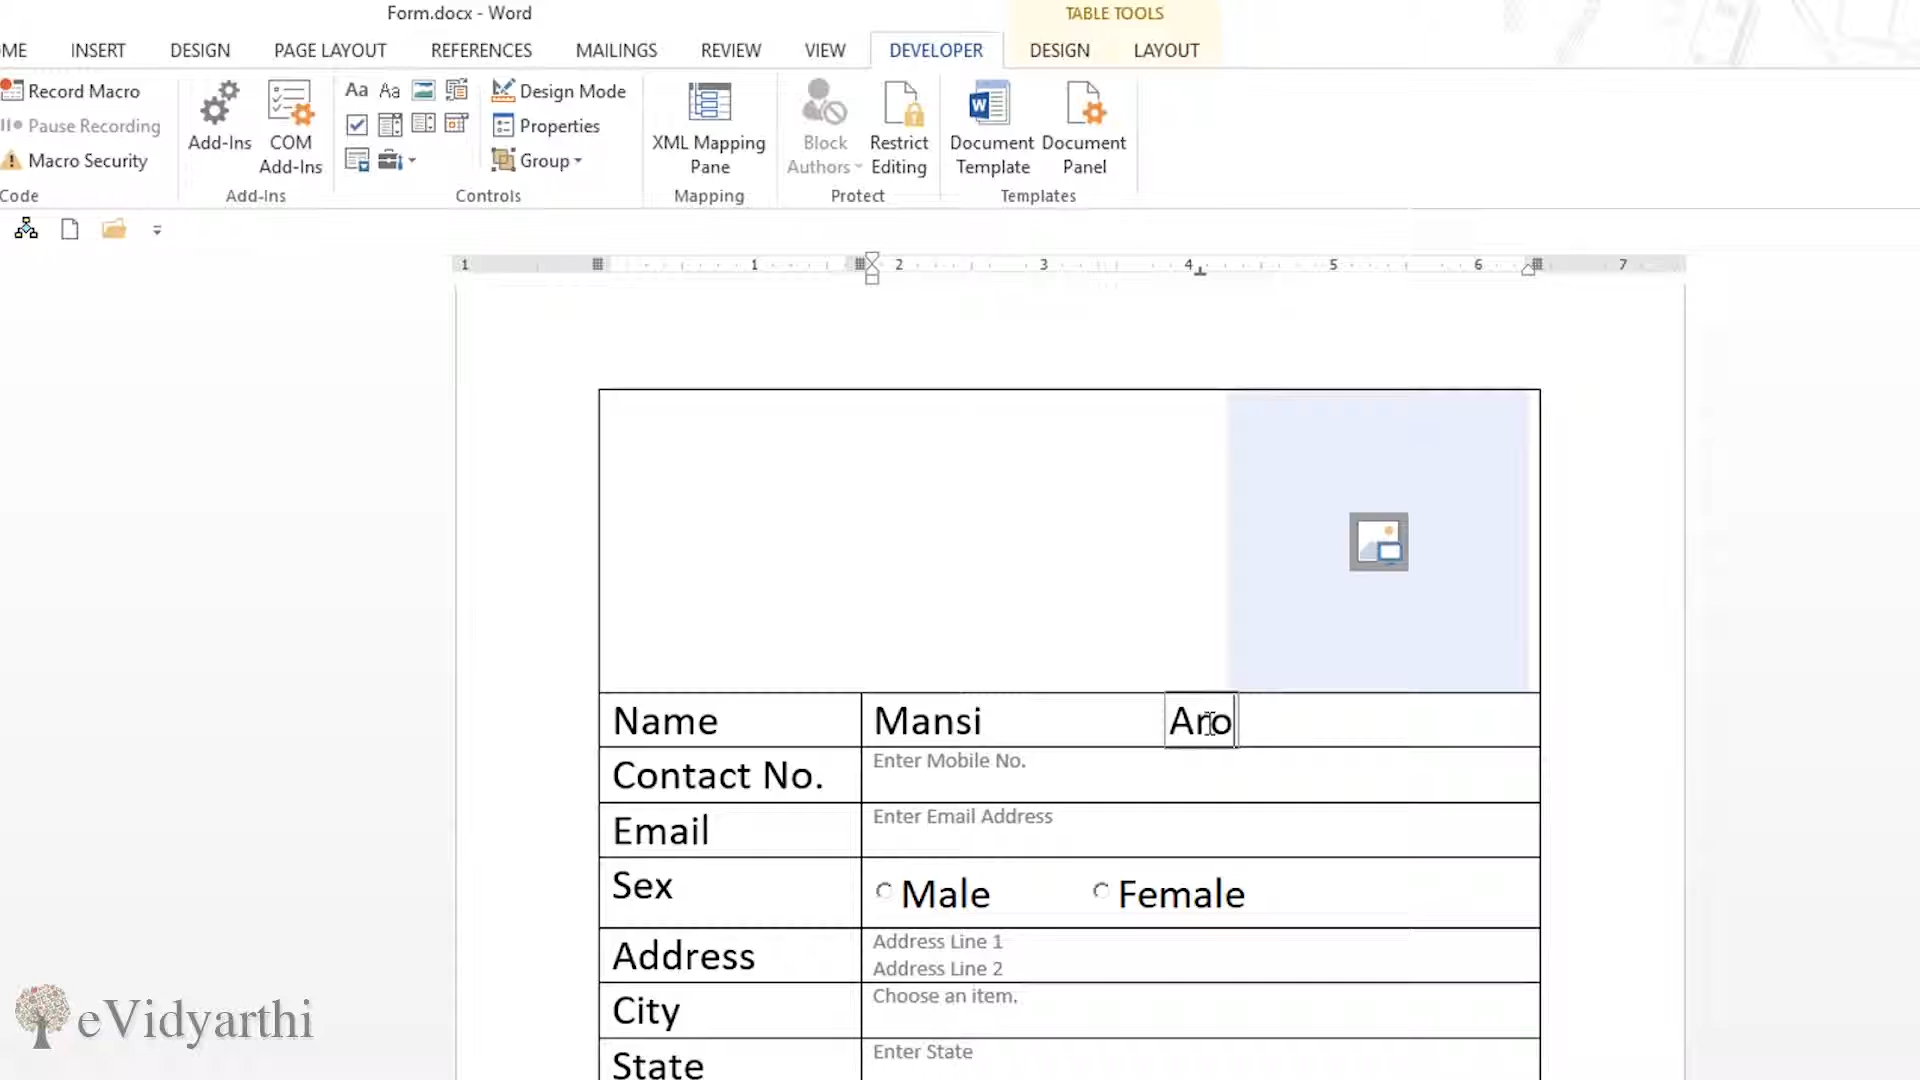 Form.docx - Word
TABLE TOOLS
OME INSERT DESIGN PAGE LAYOUT REFERENCES MAILINGS REVIEW VIEW DEVELOPER DESIGN LAYOUT
Record Macro
Pause Recording
Macro Security
Code
Add-Ins
COM Add-Ins
Add-Ins
Aa Aa
Design Mode
Properties
Group
Controls
XML Mapping
Pane
Mapping
Block
Authors
Restrict
Editing
Protect
Document
Template
Document
Panel
Templates
1 1 2 3 4 5 6 7
Name Mansi Aro
Contact No. Enter Mobile No.
Email Enter Email Address
Sex Male Female
Address Address Line 1
Address Line 2
City Choose an item.
State Enter State
eVidyarthi